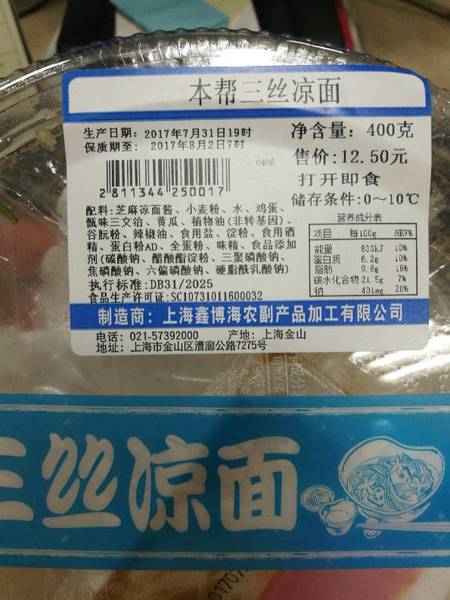 本帮三丝凉面
生产日期: 2017年7月31日19时
保质期至: 2017年8月2日7时
净含量: 400克
售价:12.50元
打开即食
储存条件:0～10℃
0406
2811344250017
配料:芝麻凉面酱、小麦粉、水、鸡蛋、
甄味三文治、黄瓜、植物油(非转基因)、
谷朊粉、辣椒油、食用盐、淀粉、食用酒
精、蛋白粉AD、全蛋粉、味精、食品添加
剂(碳酸钠、醋酸酯淀粉、三聚磷酸钠、
焦磷酸钠、六偏磷酸钠、硬脂酰乳酸钠)
执行标准:DB31/2025
食品生产许可证:SC10731011600032
营养成分表
项目 每100g NRV%
能量 833kJ 10%
蛋白质 6.2g 10%
脂肪 9.8g 16%
碳水化合物 21.5g 7%
钠 401mg 20%
制造商: 上海鑫博海农副产品加工有限公司
电话: 021-57392000 产地: 上海金山
地址: 上海市金山区漕廊公路7275号
三丝凉面